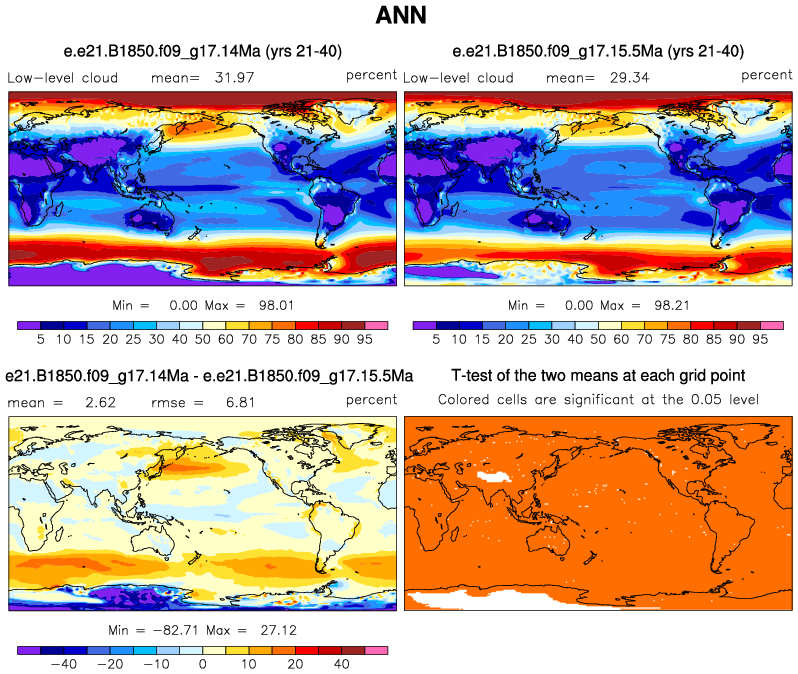 ANN
e.e21.B1850.f09_g17.14Ma (yrs 21-40)
Low-level cloud mean= 31.97 percent
Min = 0.00 Max = 98.01
5 10 15 20 25 30 40 50 60 70 75 80 85 90 95
e.e21.B1850.f09_g17.15.5Ma (yrs 21-40)
Low-level cloud mean= 29.34 percent
Min = 0.00 Max = 98.21
5 10 15 20 25 30 40 50 60 70 75 80 85 90 95
e21.B1850.f09_g17.14Ma - e.e21.B1850.f09_g17.15.5Ma
mean = 2.62 rmse = 6.81 percent
Min = -82.71 Max = 27.12
-40 -20 -10 0 10 20 40
T-test of the two means at each grid point
Colored cells are significant at the 0.05 level